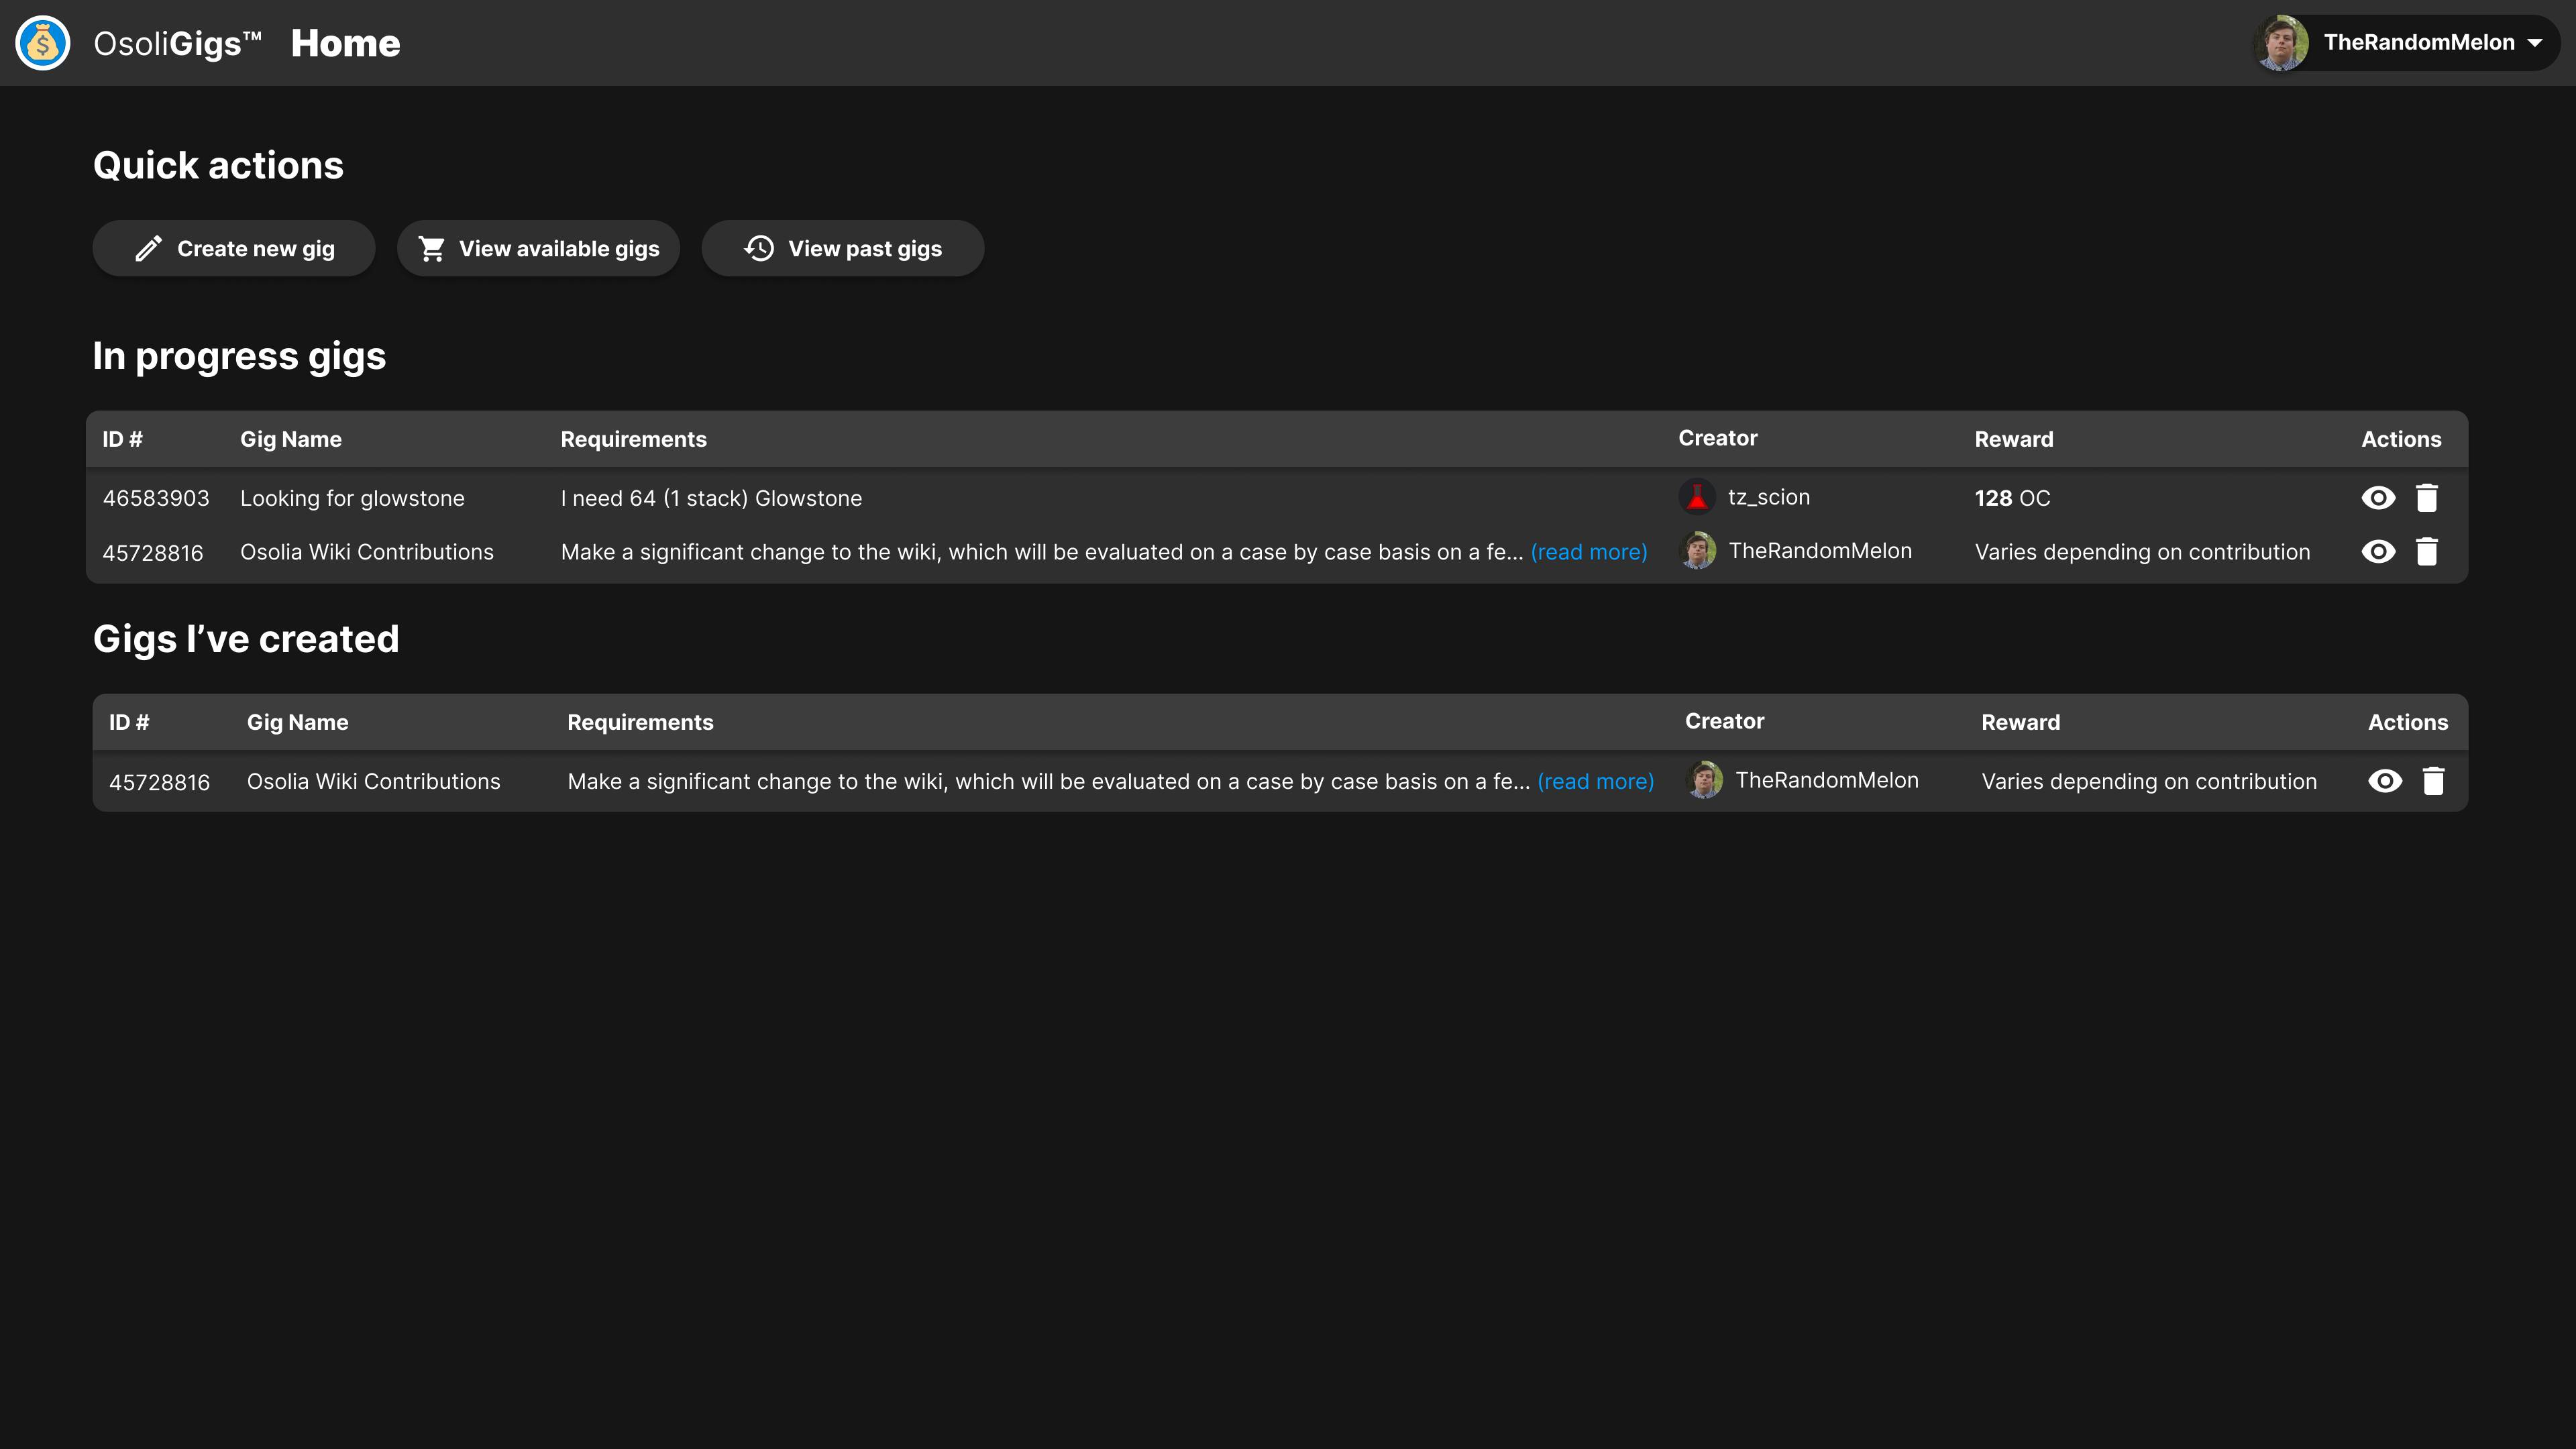 OsoliGigs™ Home
TheRandomMelon
Quick actions
Create new gig
View available gigs
View past gigs
In progress gigs
ID # Gig Name Requirements Creator Reward Actions
46583903 Looking for glowstone I need 64 (1 stack) Glowstone tz_scion 128 OC
45728816 Osolia Wiki Contributions Make a significant change to the wiki, which will be evaluated on a case by case basis on a fe... (read more) TheRandomMelon Varies depending on contribution
Gigs I’ve created
ID # Gig Name Requirements Creator Reward Actions
45728816 Osolia Wiki Contributions Make a significant change to the wiki, which will be evaluated on a case by case basis on a fe... (read more) TheRandomMelon Varies depending on contribution